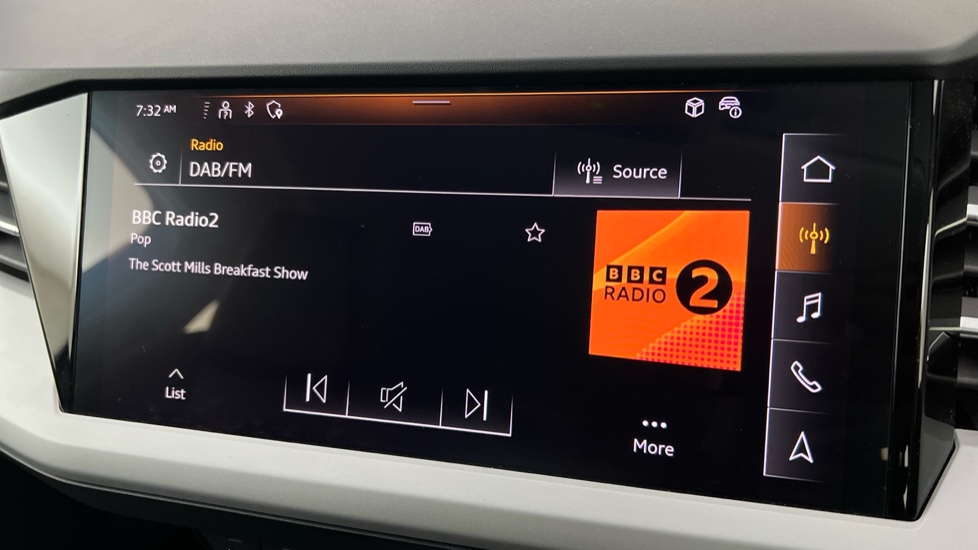 7:32 AM
Radio
DAB/FM
Source
BBC Radio2
DAB
Pop
The Scott Mills Breakfast Show
BBC
RADIO 2
List
More